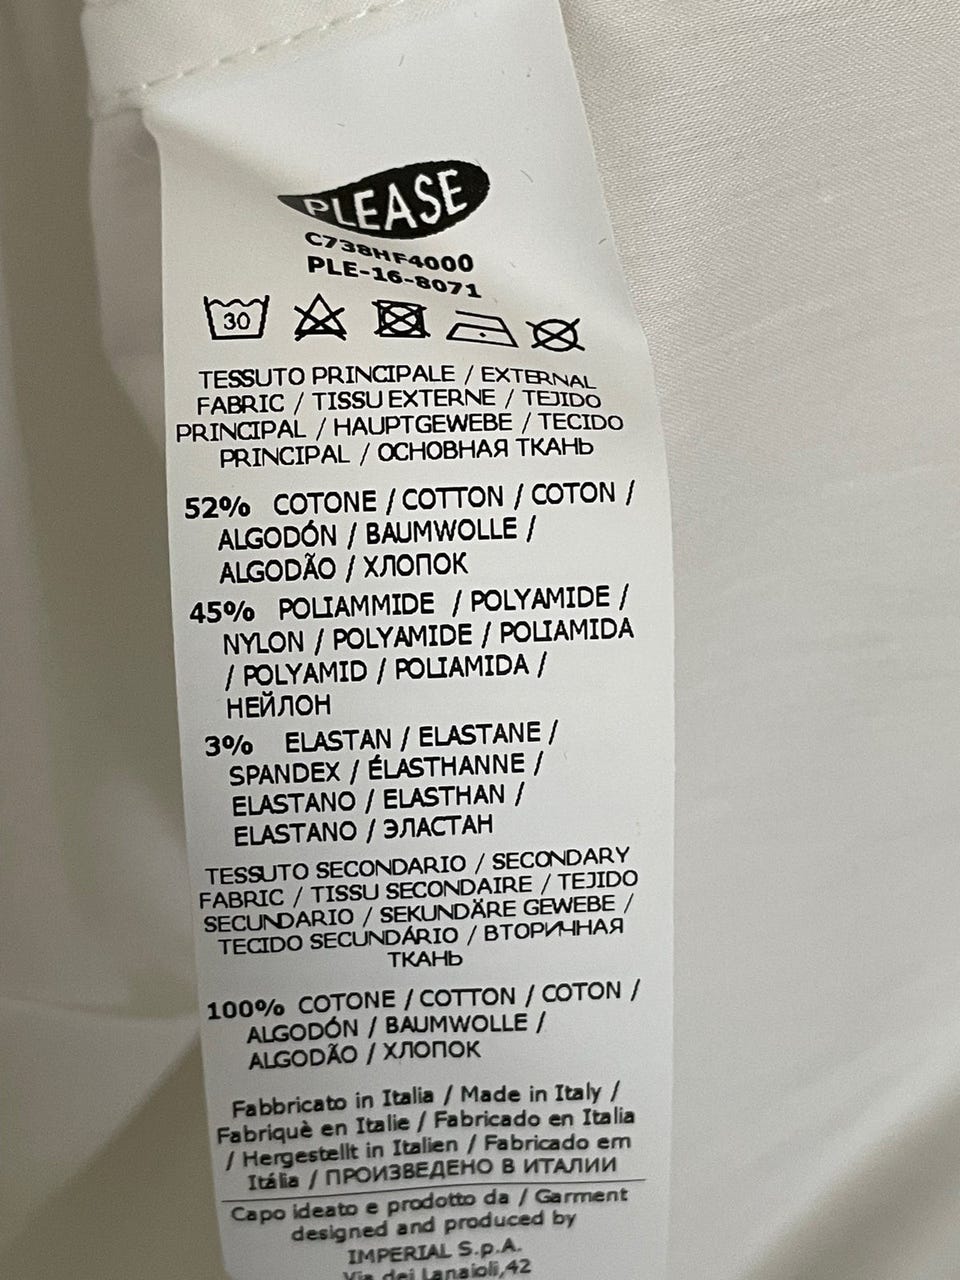 PLEASE
C738HF4000
PLE-16-8071
30
TESSUTO PRINCIPALE / EXTERNAL
FABRIC / TISSU EXTERNE / TEJIDO
PRINCIPAL / HAUPTGEWEBE / TECIDO
PRINCIPAL / ОСНОВНАЯ ТКАНЬ
52% COTONE / COTTON / COTON /
ALGODÓN / BAUMWOLLE /
ALGODÃO / ХЛОПОК
45% POLIAMMIDE / POLYAMIDE /
NYLON / POLYAMIDE / POLIAMIDA
/ POLYAMID / POLIAMIDA /
НЕЙЛОН
3% ELASTAN / ELASTANE /
SPANDEX / ÉLASTHANNE /
ELASTANO / ELASTHAN /
ELASTANO / ЭЛАСТАН
TESSUTO SECONDARIO / SECONDARY
FABRIC / TISSU SECONDAIRE / TEJIDO
SECUNDARIO / SEKUNDÄRE GEWEBE /
TECIDO SECUNDÁRIO / ВТОРИЧНАЯ
ТКАНЬ
100% COTONE / COTTON / COTON /
ALGODÓN / BAUMWOLLE /
ALGODÃO / ХЛОПОК
Fabbricato in Italia / Made in Italy /
Fabriquè en Italie / Fabricado en Italia
/ Hergestellt in Italien / Fabricado em
Itália / ПРОИЗВЕДЕНО В ИТАЛИИ
Capo ideato e prodotto da / Garment
designed and produced by
IMPERIAL S.p.A.
Via dei Lanaioli,42